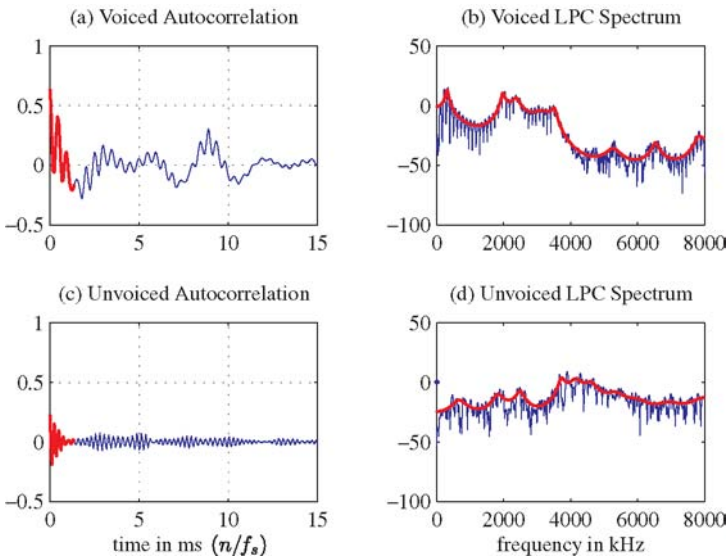 (a) Voiced Autocorrelation
1
0.5
0
−0.5
0 5 10 15
(b) Voiced LPC Spectrum
50
0
−50
−100
0 2000 4000 6000 8000
(c) Unvoiced Autocorrelation
1
0.5
0
−0.5
0 5 10 15
time in ms (n/fs)
(d) Unvoiced LPC Spectrum
50
0
−50
−100
0 2000 4000 6000 8000
frequency in kHz